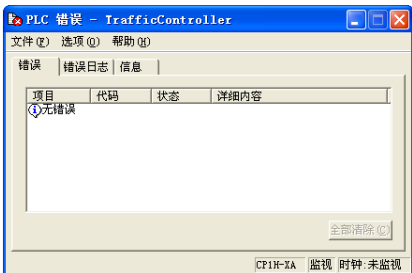 PLC 错误 - TrafficController
文件(F) 选项(O) 帮助(H)
错误 错误日志 信息
项目 代码 状态 详细内容
无错误
全部清除(C)
CP1H-XA 监视 时钟:未监视